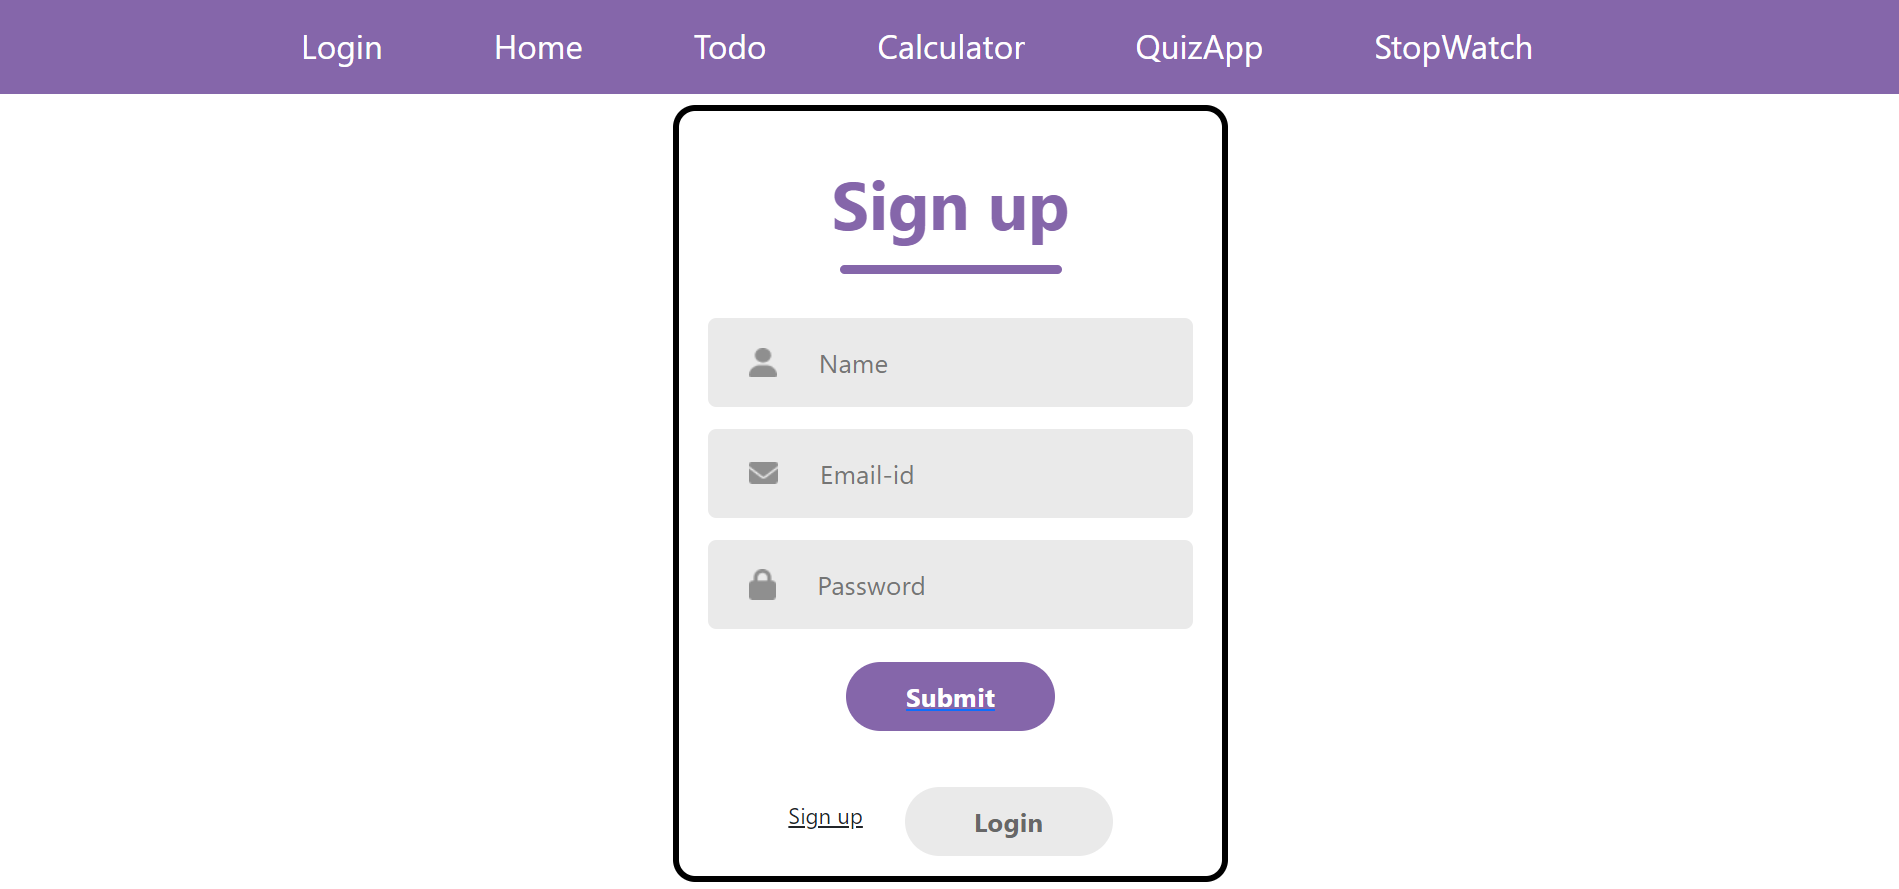 Login Home Todo Calculator QuizApp StopWatch
Sign up
Name
Email-id
Password
Submit
Sign up Login